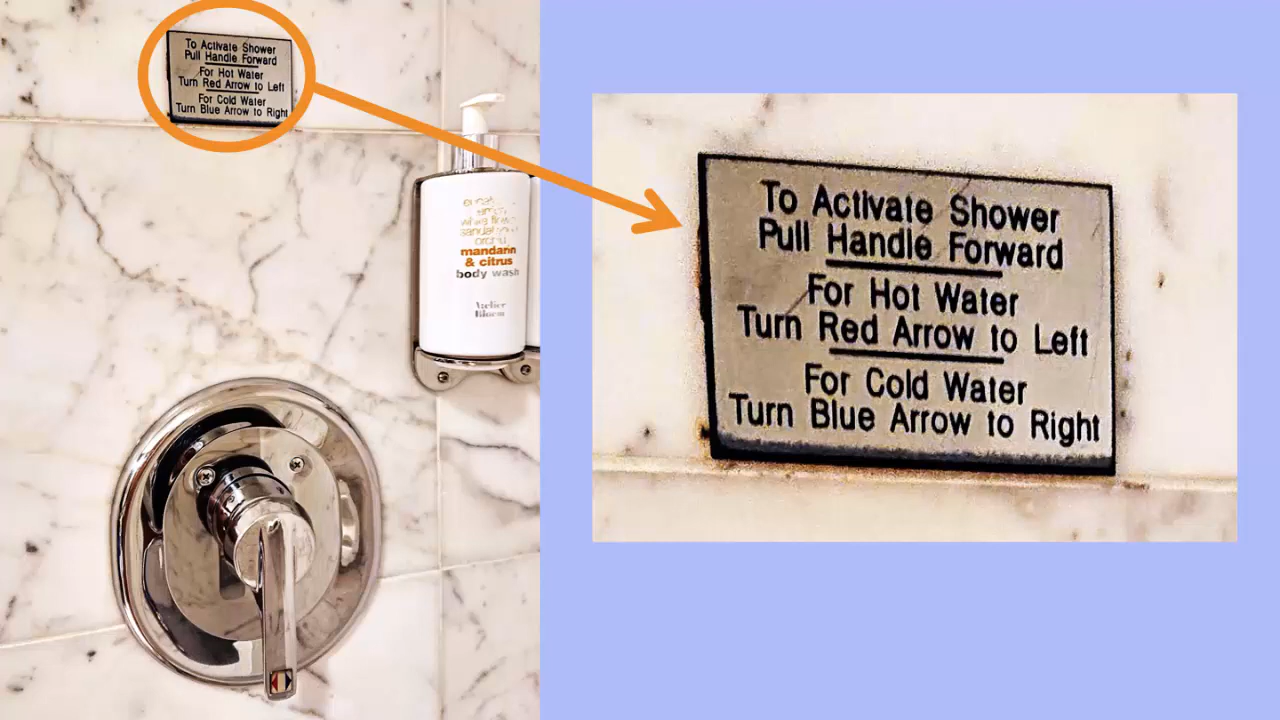 To Activate Shower
Pull Handle Forward
For Hot Water
Turn Red Arrow to Left
For Cold Water
Turn Blue Arrow to Right
mandarin
& citrus
body wash
Atelier
Bloem
To Activate Shower
Pull Handle Forward
For Hot Water
Turn Red Arrow to Left
For Cold Water
Turn Blue Arrow to Right